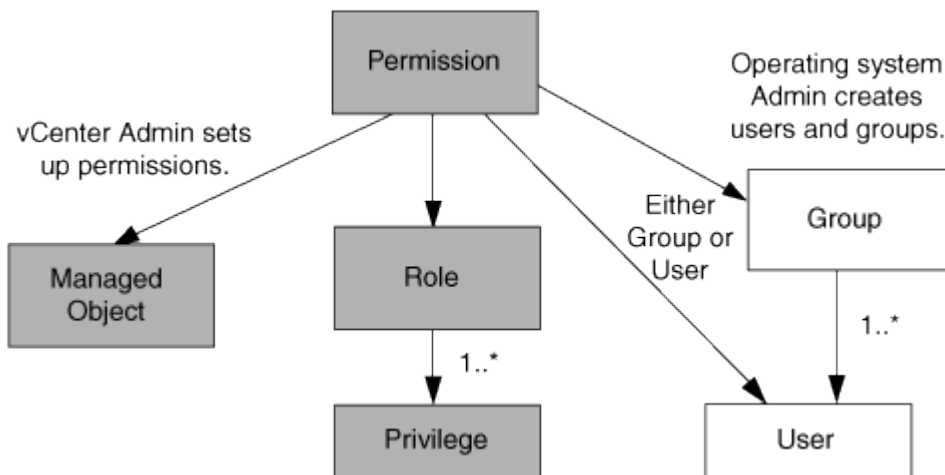 Permission
Operating system
Admin creates
users and groups.
vCenter Admin sets
up permissions.
Either
Group or
User
Group
Managed
Object
Role
1..*
1..*
Privilege
User